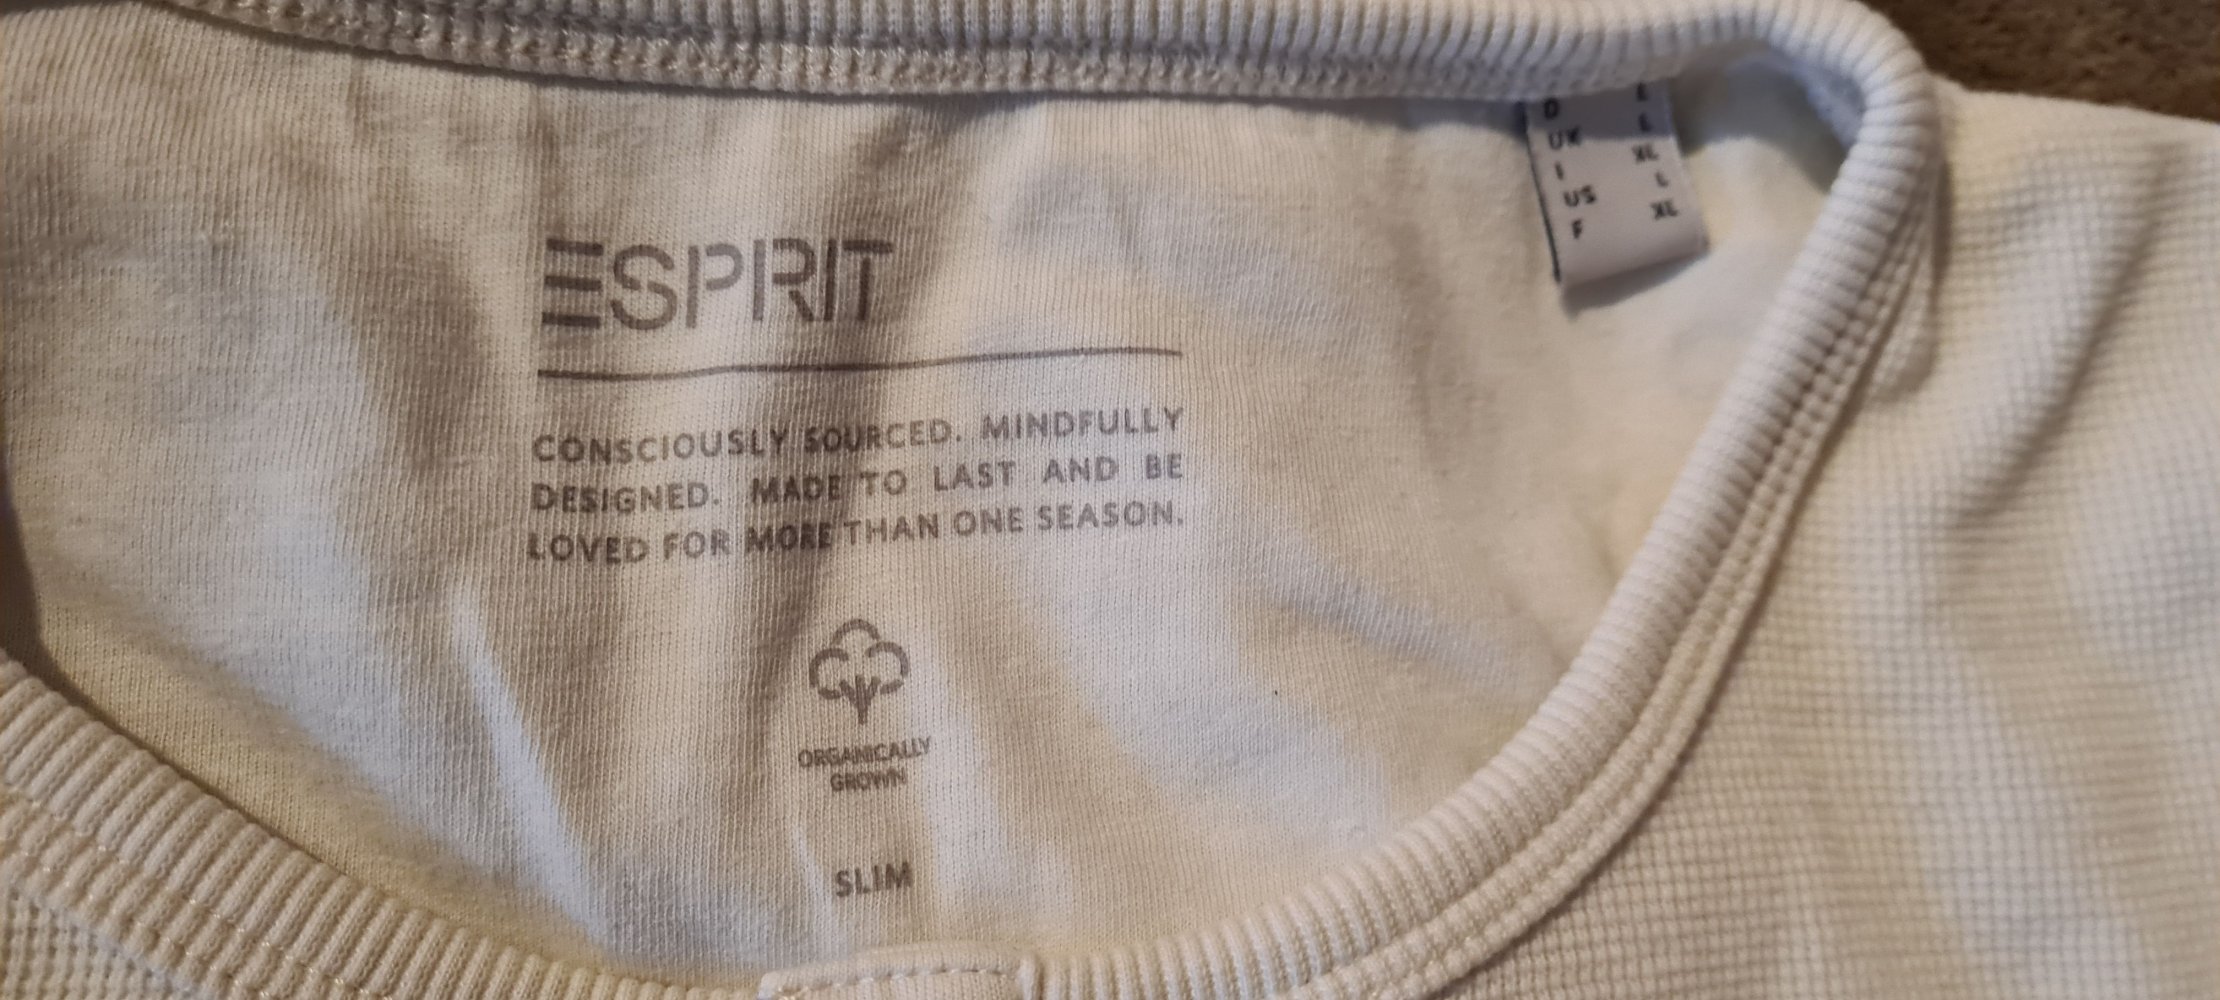 ESPRIT
CONSCIOUSLY SOURCED. MINDFULLY
DESIGNED. MADE TO LAST AND BE
LOVED FOR MORE THAN ONE SEASON.
ORGANICALLY
GROWN
SLIM
D L
UK XL
I
US L
F XL